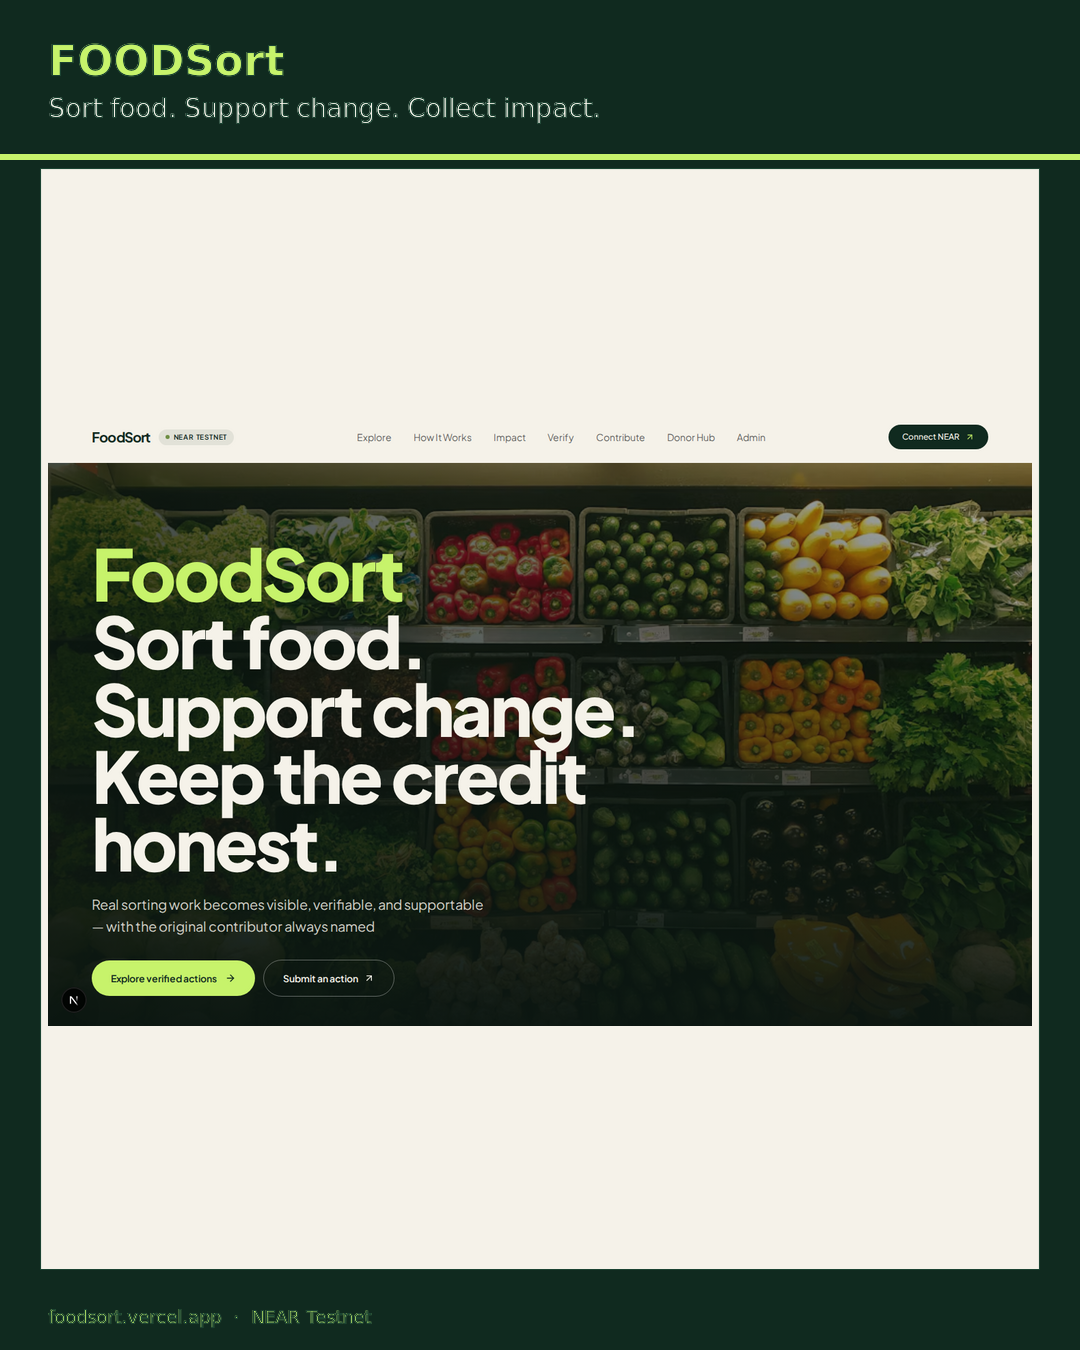 FOODSort
Sort food. Support change. Collect impact.
FoodSort
NEAR TESTNET
Explore
How It Works
Impact
Verify
Contribute
Donor Hub
Admin
Connect NEAR
FoodSort
Sort food.
Support change.
Keep the credit
honest.
Real sorting work becomes visible, verifiable, and supportable
— with the original contributor always named
Explore verified actions →
Submit an action ↗
N
foodsort.vercel.app · NEAR Testnet